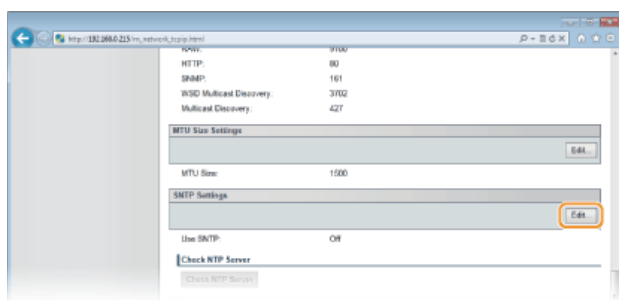 http://192.168.0.215/m_network_tcpip.html
RAW: 9100
HTTP: 80
SNMP: 161
WSD Multicast Discovery: 3702
Multicast Discovery: 427
MTU Size Settings
Edit...
MTU Size: 1500
SNTP Settings
Edit...
Use SNTP: Off
Check NTP Server
Check NTP Server